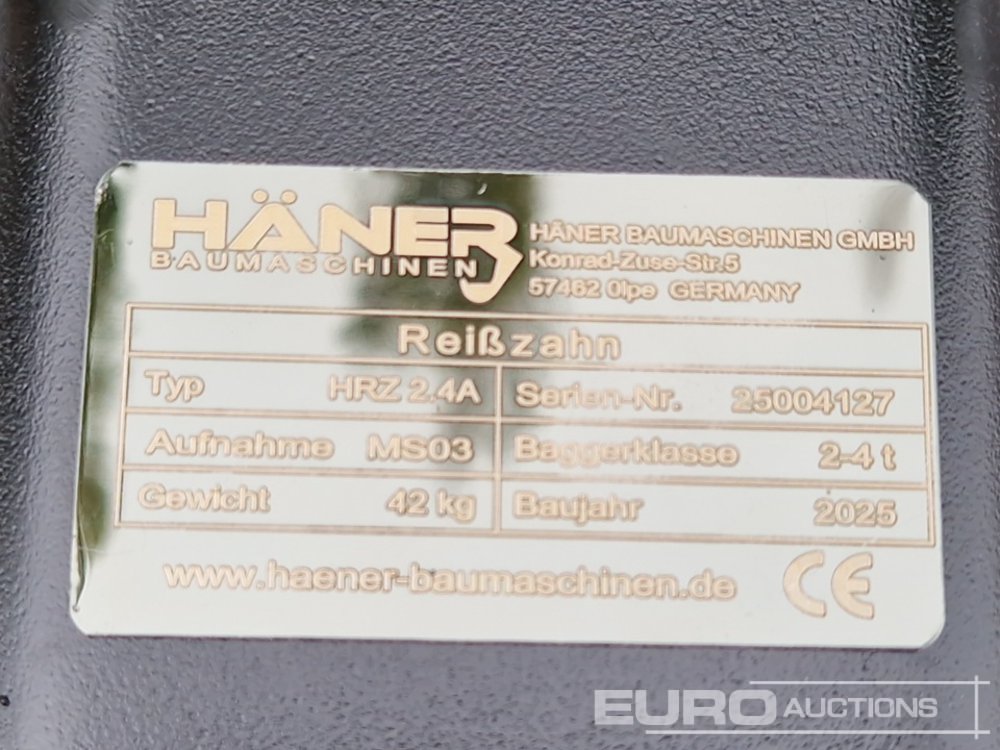 HÄNER
BAUMASCHINEN
HÄNER BAUMASCHINEN GMBH
Konrad-Zuse-Str.5
57462 Olpe GERMANY
Reißzahn
Typ HRZ 2.4A Serien-Nr. 25004127
Aufnahme MS03 Baggerklasse 2-4 t
Gewicht 42 kg Baujahr 2025
www.haener-baumaschinen.de CE
EURO AUCTIONS